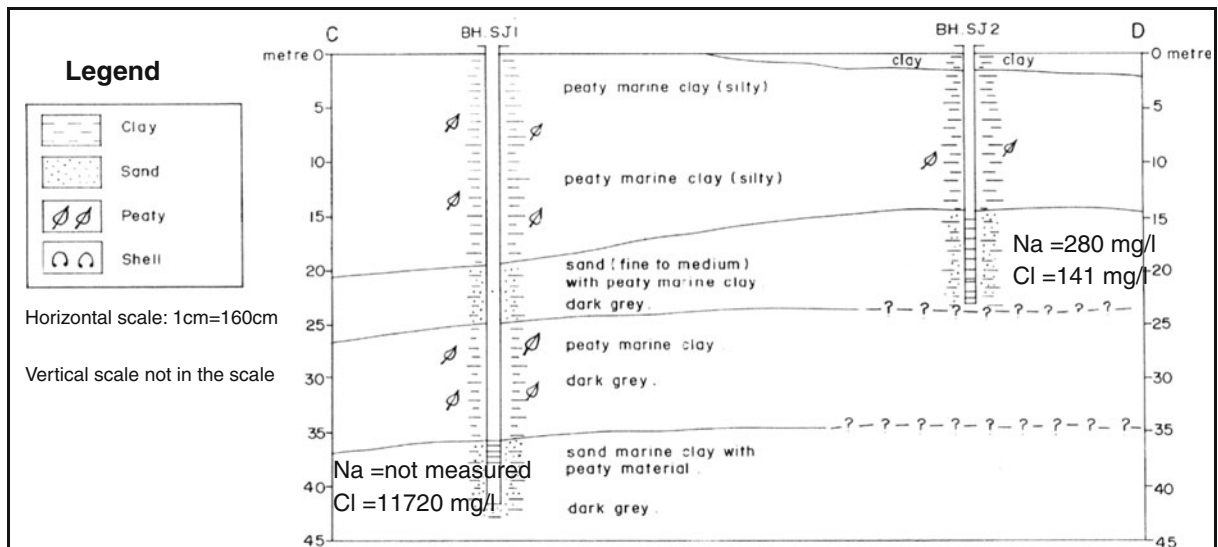 C
BH. SJ1
BH. SJ2
D
metre 0
0 metre
5
10
15
20
25
30
35
40
45
5
10
15
20
25
30
35
40
45
Legend
Clay
Sand
Peaty
Shell
Horizontal scale: 1cm=160cm
Vertical scale not in the scale
clay
clay
peaty marine clay (silty)
peaty marine clay (silty)
sand (fine to medium)
with peaty marine clay
dark grey.
Na =280 mg/l
Cl =141 mg/l
? ? ? ? ? ? ? ?
peaty marine clay.
dark grey.
? ? ? ? ? ? ? ? ?
sand marine clay with
peaty material.
dark grey.
Na =not measured
Cl =11720 mg/l